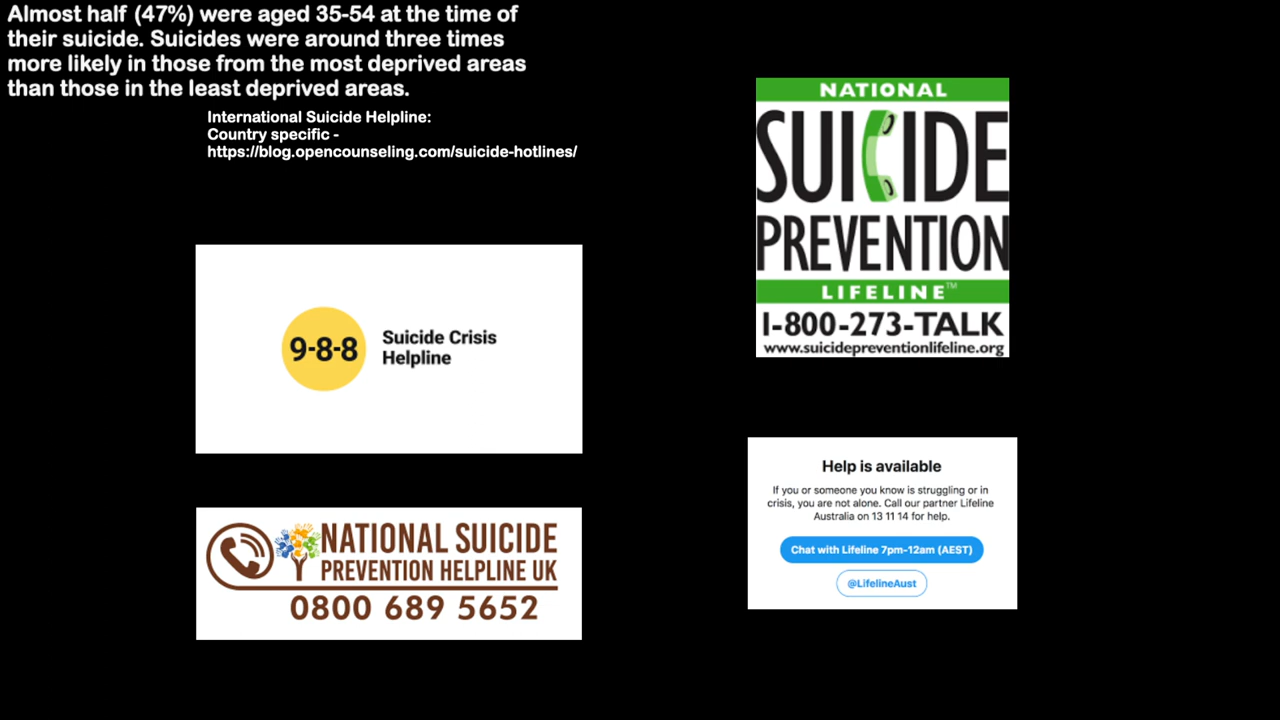 Almost half (47%) were aged 35-54 at the time of
their suicide. Suicides were around three times
more likely in those from the most deprived areas
than those in the least deprived areas.
International Suicide Helpline:
Country specific -
https://blog.opencounseling.com/suicide-hotlines/
NATIONAL
SUICIDE
PREVENTION
LIFELINE™
1-800-273-TALK
www.suicidepreventionlifeline.org
9-8-8
Suicide Crisis
Helpline
Help is available
If you or someone you know is struggling or in
crisis, you are not alone. Call our partner Lifeline
Australia on 13 11 14 for help.
Chat with Lifeline 7pm-12am (AEST)
@LifelineAust
NATIONAL SUICIDE
PREVENTION HELPLINE UK
0800 689 5652